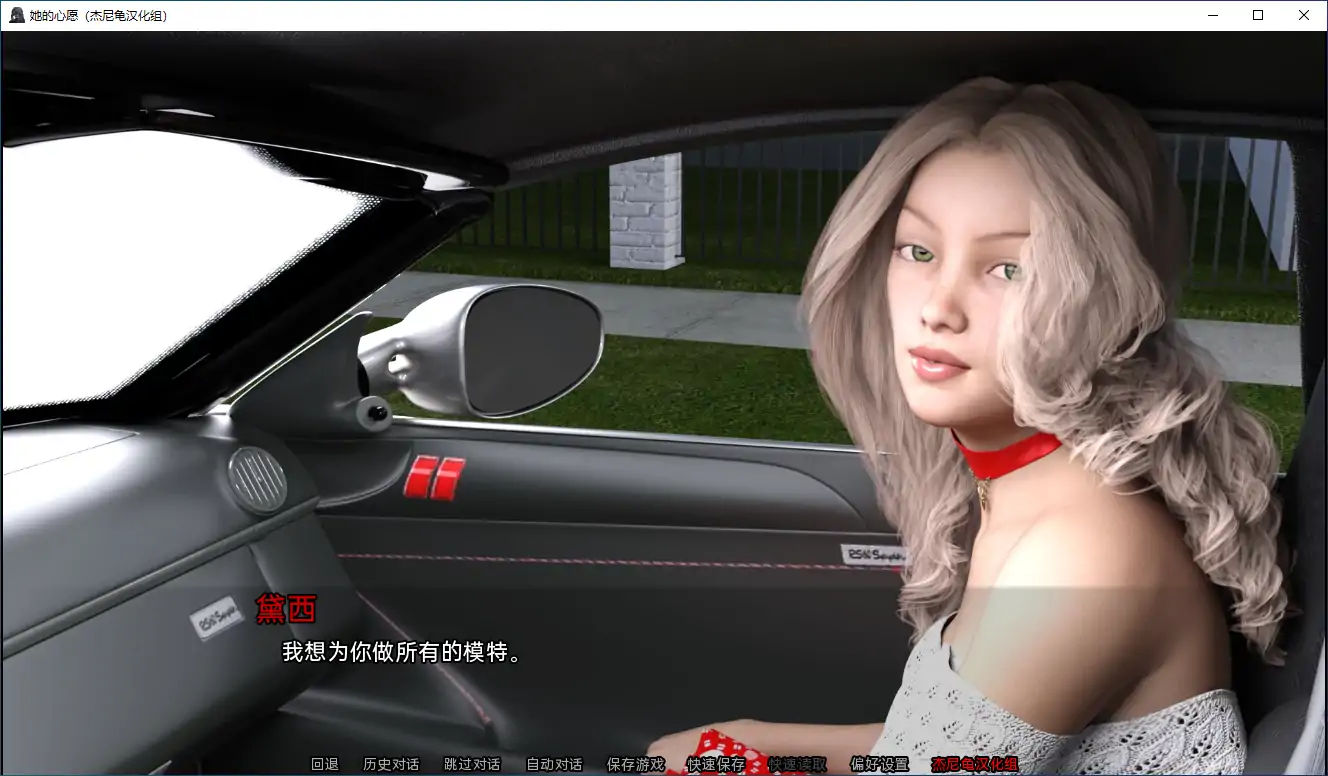 她的心愿（杰尼龟汉化组）
黛西
我想为你做所有的模特。
回退 历史对话 跳过对话 自动对话 保存游戏 快速保存 快速读取 偏好设置 杰尼龟汉化组